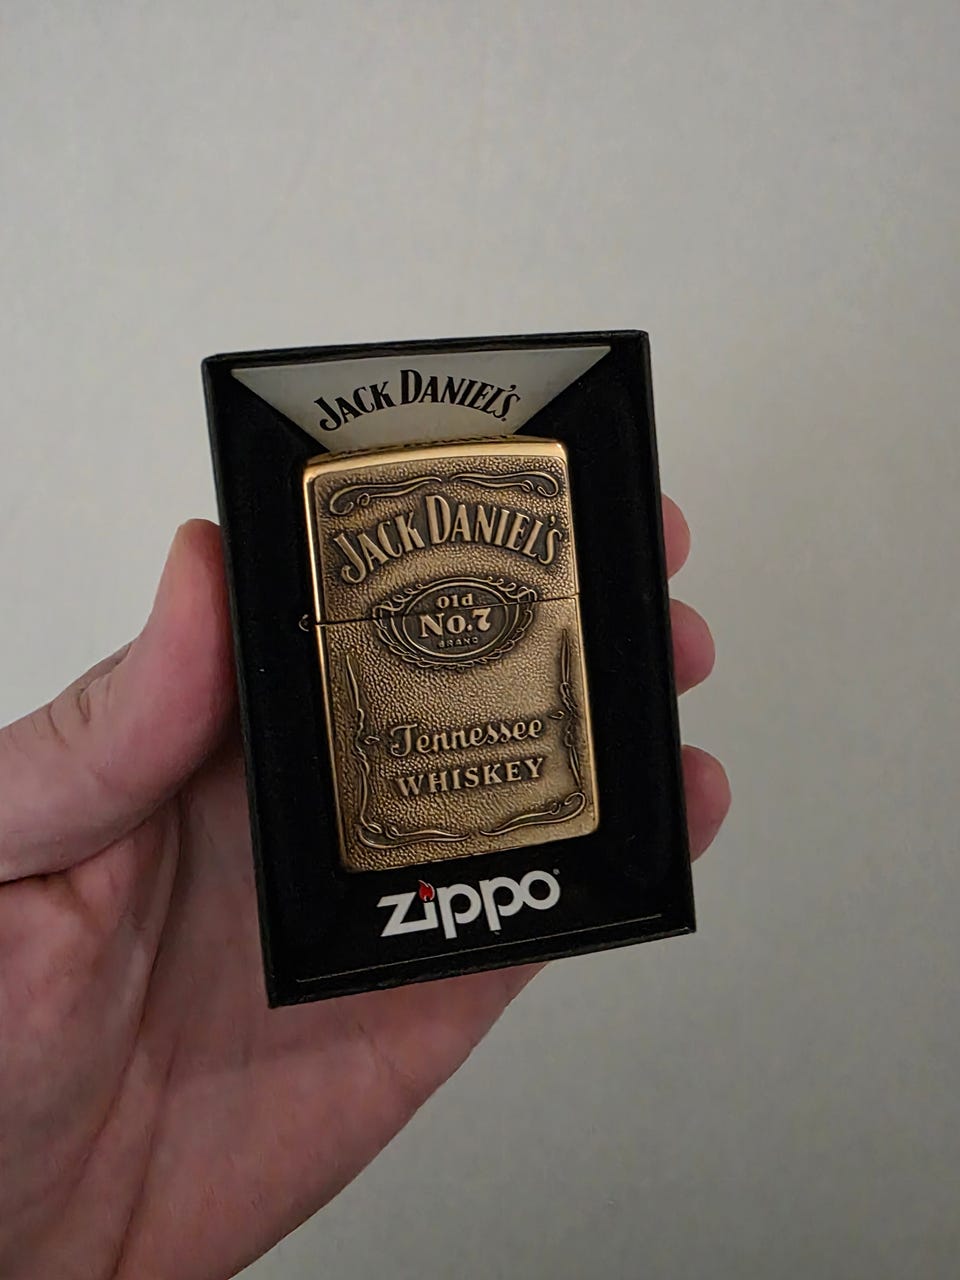 JACK DANIEL'S
JACK DANIEL'S
Old
No.7
BRAND
Tennessee
WHISKEY
zippo